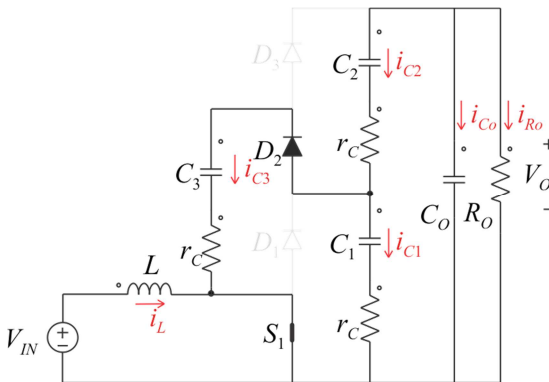 D3
C2
iC2
rC
D2
iCo
iRo
+
VO
−
C3
iC3
CO
RO
rC
D1
C1
iC1
L
iL
S1
rC
VIN
+
−